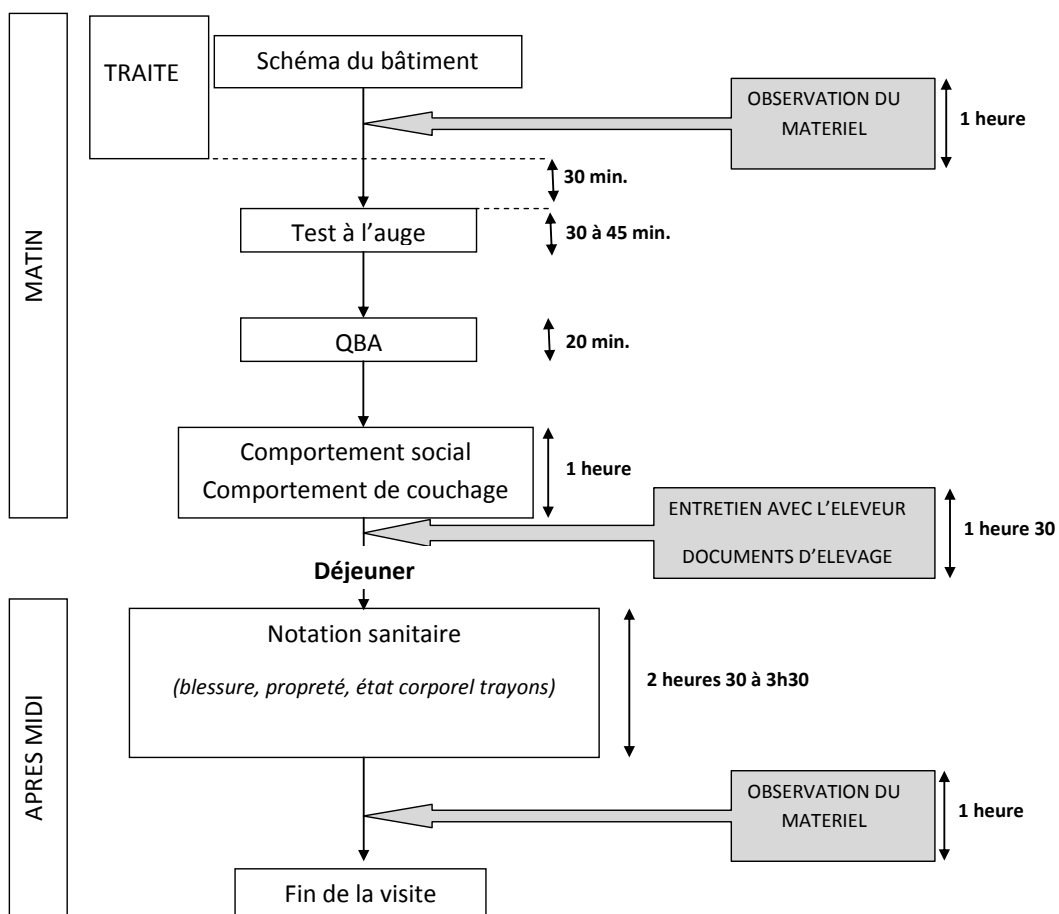 MATIN
TRAITE
Schéma du bâtiment
OBSERVATION DU
MATERIEL
1 heure
30 min.
Test à l’auge
30 à 45 min.
QBA
20 min.
Comportement social
Comportement de couchage
1 heure
ENTRETIEN AVEC L’ELEVEUR
DOCUMENTS D’ELEVAGE
1 heure 30
Déjeuner
APRES MIDI
Notation sanitaire
(blessure, propreté, état corporel trayons)
2 heures 30 à 3h30
OBSERVATION DU
MATERIEL
1 heure
Fin de la visite